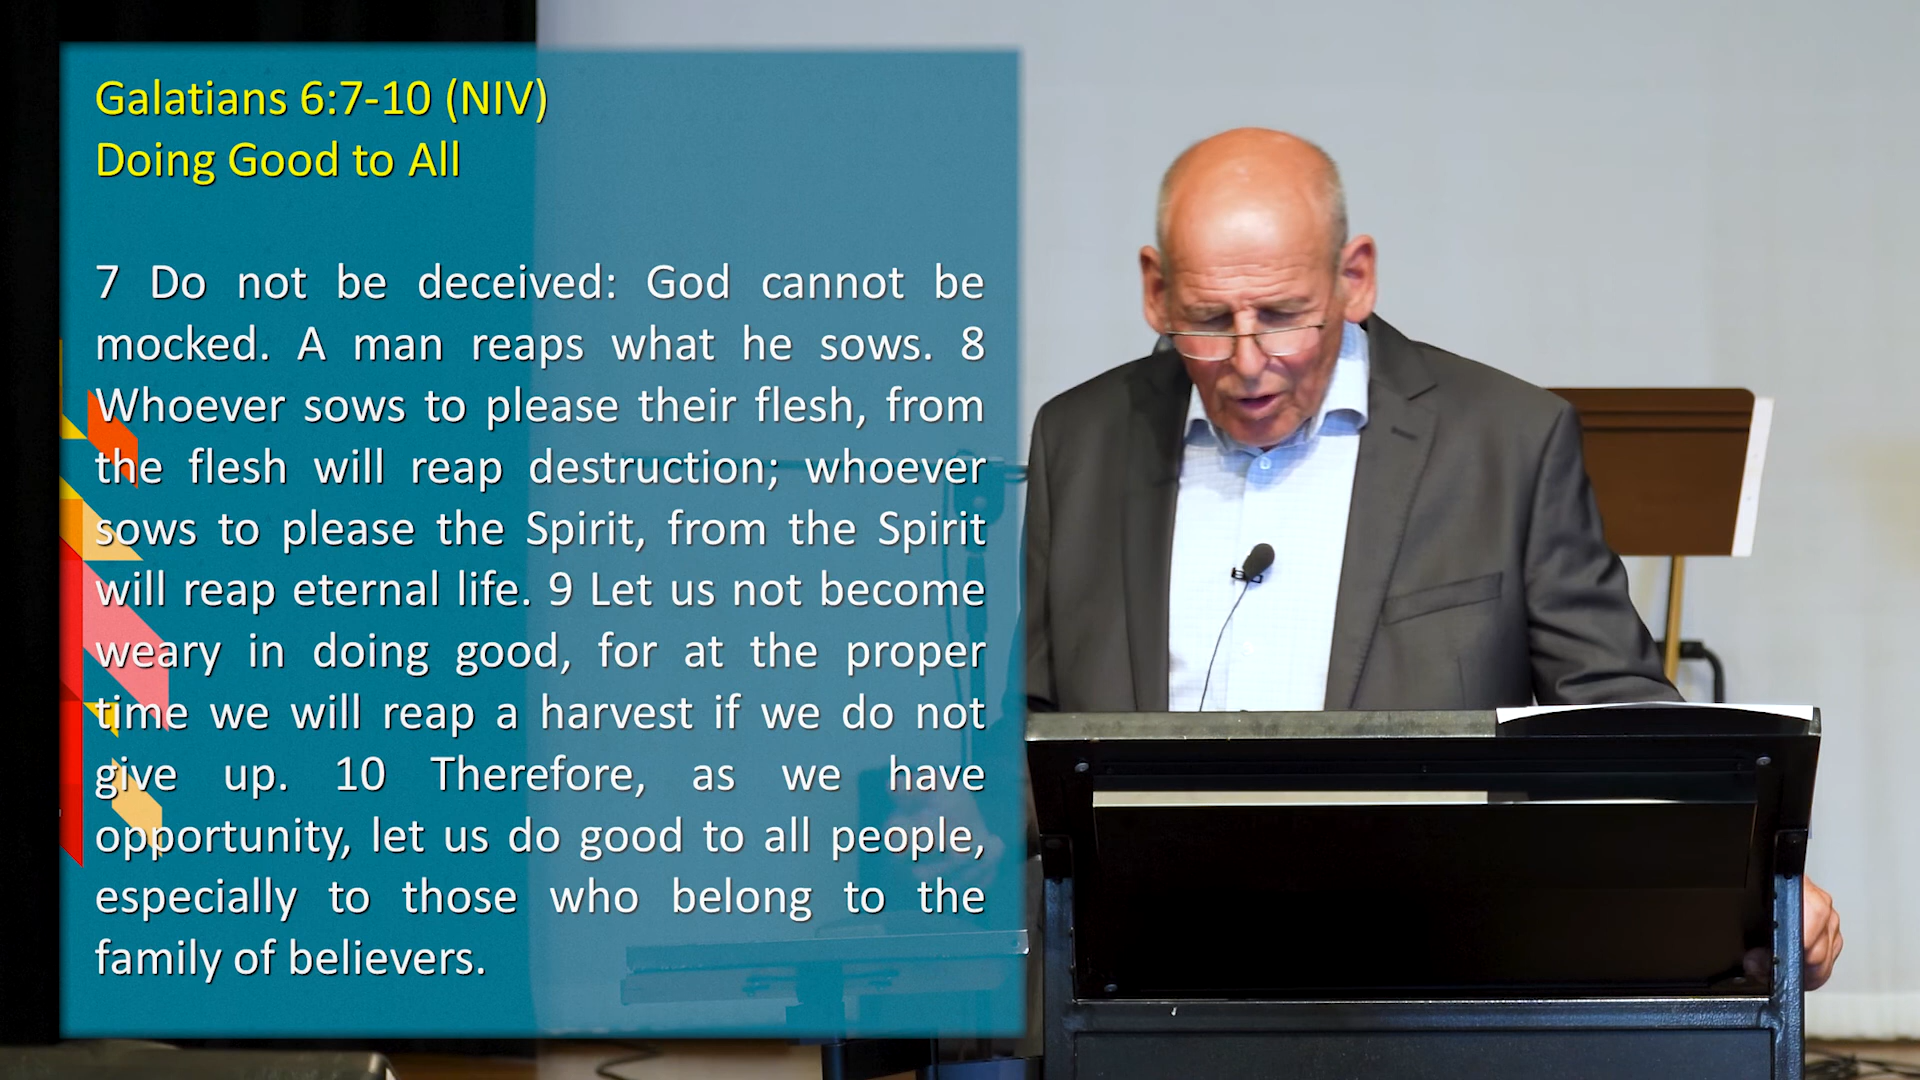 Galatians 6:7-10 (NIV)
Doing Good to All
7 Do not be deceived: God cannot be
mocked. A man reaps what he sows. 8
Whoever sows to please their flesh, from
the flesh will reap destruction; whoever
sows to please the Spirit, from the Spirit
will reap eternal life. 9 Let us not become
weary in doing good, for at the proper
time we will reap a harvest if we do not
give up. 10 Therefore, as we have
opportunity, let us do good to all people,
especially to those who belong to the
family of believers.